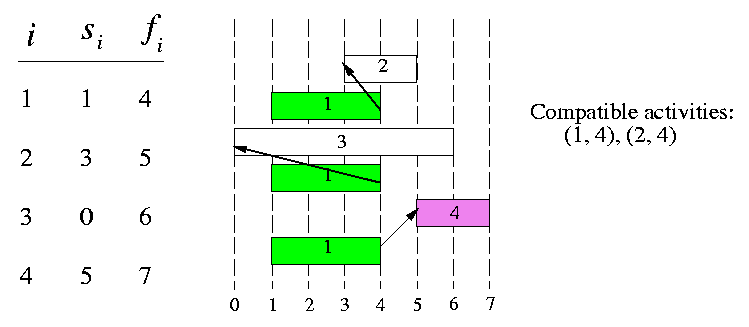 i s_i f_i
1 1 4
2 3 5
3 0 6
4 5 7
2
1
3
1
4
1
0 1 2 3 4 5 6 7
Compatible activities:
(1, 4), (2, 4)